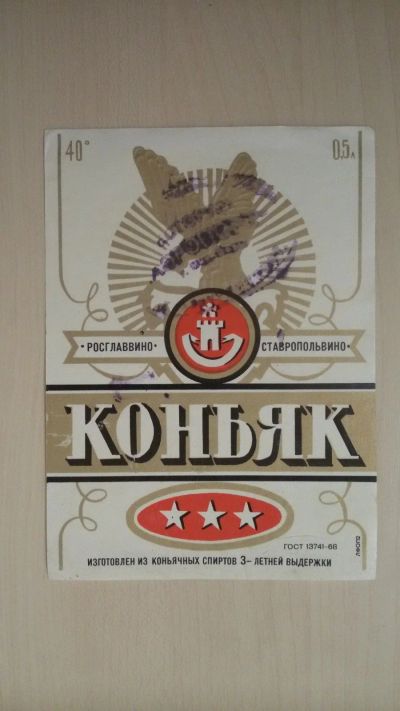 40°
0,5л
• РОСГЛАВВИНО •
СТАВРОПОЛЬВИНО •
КОНЬЯК
ГОСТ 13741-68
ИЗГОТОВЛЕН ИЗ КОНЬЯЧНЫХ СПИРТОВ 3– ЛЕТНЕЙ ВЫДЕРЖКИ